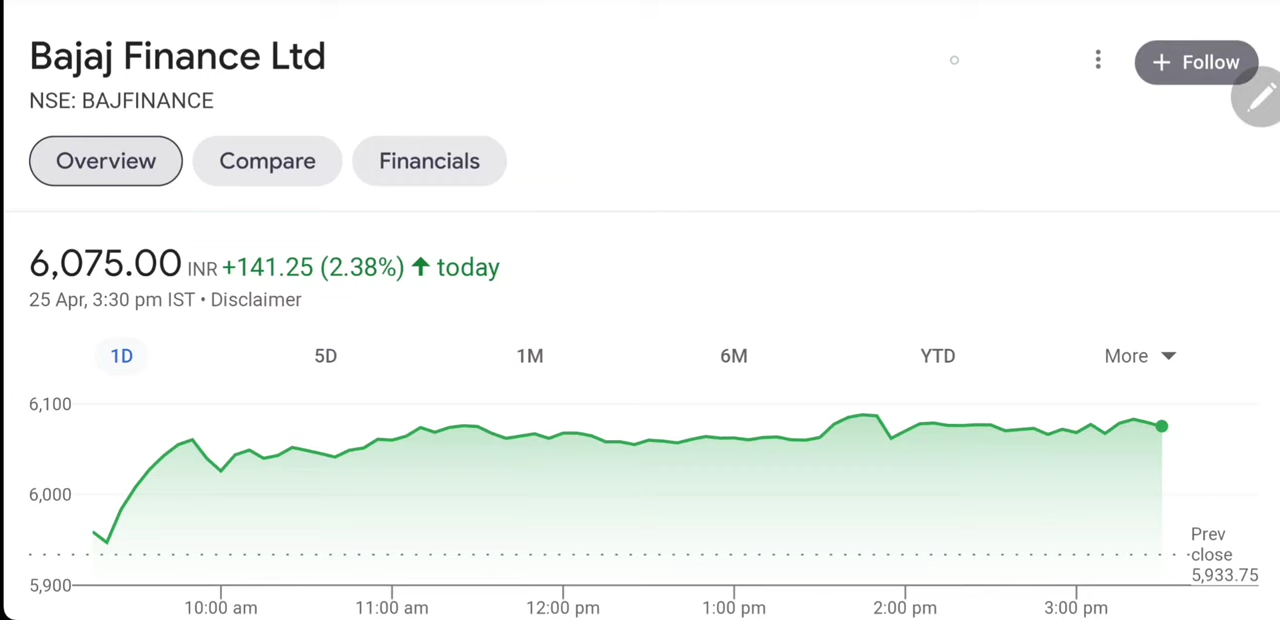 Bajaj Finance Ltd
+ Follow
NSE: BAJFINANCE
Overview Compare Financials
6,075.00 INR +141.25 (2.38%) ↑ today
25 Apr, 3:30 pm IST • Disclaimer
1D 5D 1M 6M YTD More
6,100
6,000
5,900
Prev
close
5,933.75
10:00 am 11:00 am 12:00 pm 1:00 pm 2:00 pm 3:00 pm